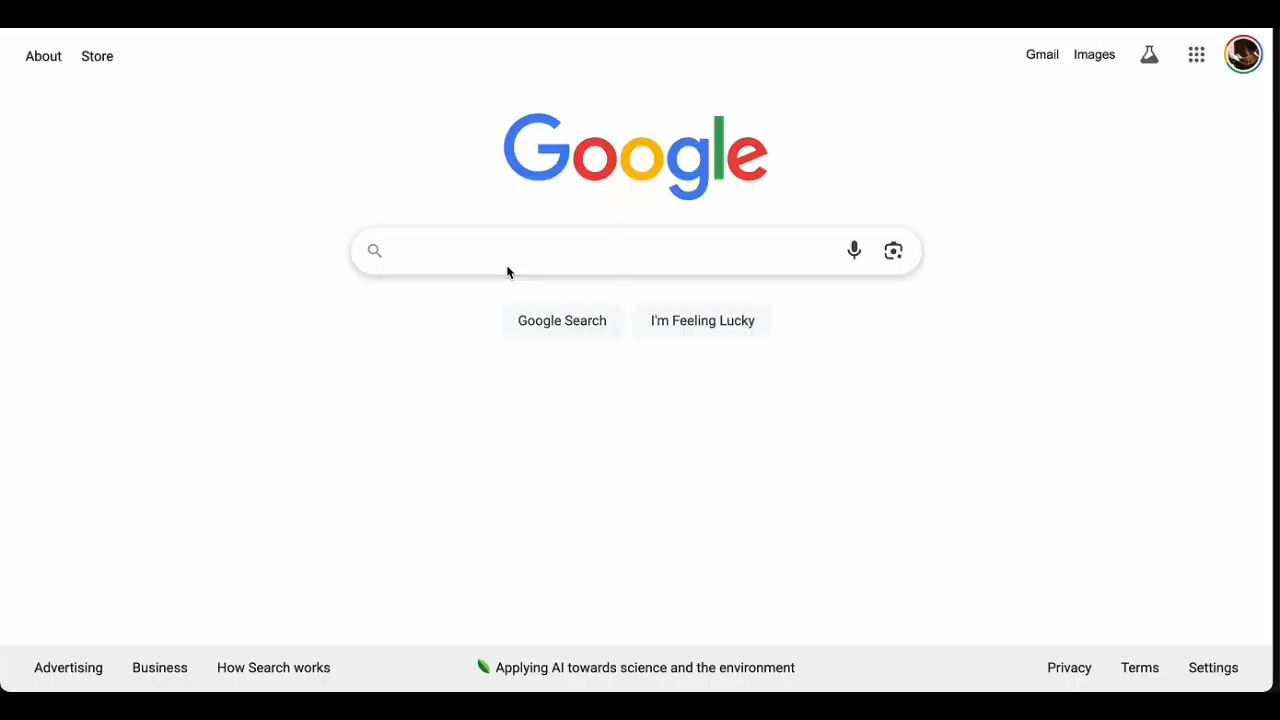 About Store
Gmail Images
Google
Google Search I'm Feeling Lucky
Advertising Business How Search works
Applying AI towards science and the environment
Privacy Terms Settings